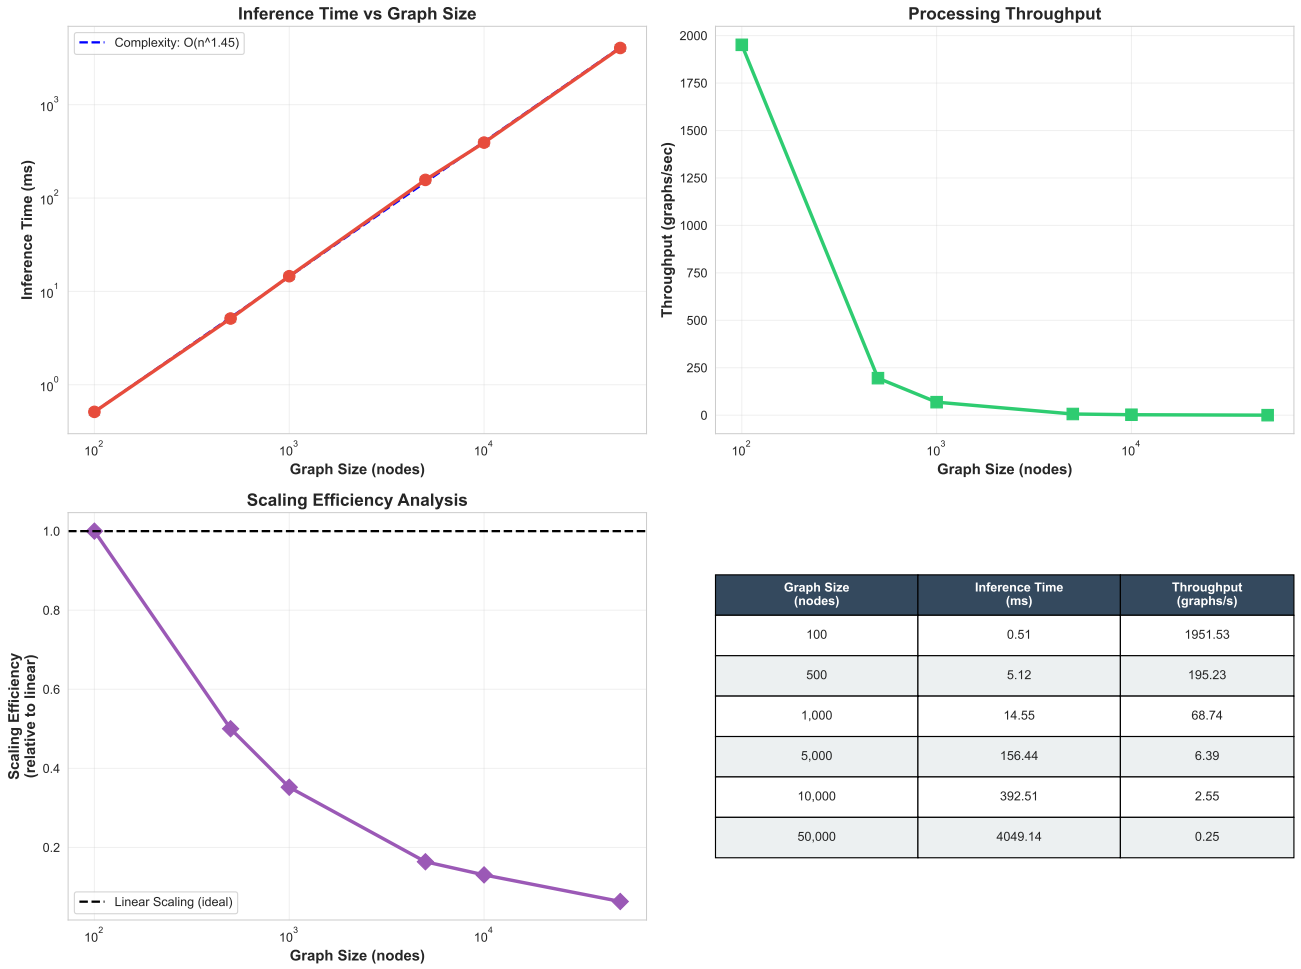 Inference Time vs Graph Size
Complexity: O(n^1.45)
10^3
10^2
10^1
10^0
Inference Time (ms)
10^2
10^3
10^4
Graph Size (nodes)
Processing Throughput
2000
1750
1500
1250
1000
750
500
250
0
Throughput (graphs/sec)
10^2
10^3
10^4
Graph Size (nodes)
Scaling Efficiency Analysis
1.0
0.8
0.6
0.4
0.2
Scaling Efficiency
(relative to linear)
Linear Scaling (ideal)
10^2
10^3
10^4
Graph Size (nodes)
Graph Size
(nodes)
Inference Time
(ms)
Throughput
(graphs/s)
100 0.51 1951.53
500 5.12 195.23
1,000 14.55 68.74
5,000 156.44 6.39
10,000 392.51 2.55
50,000 4049.14 0.25